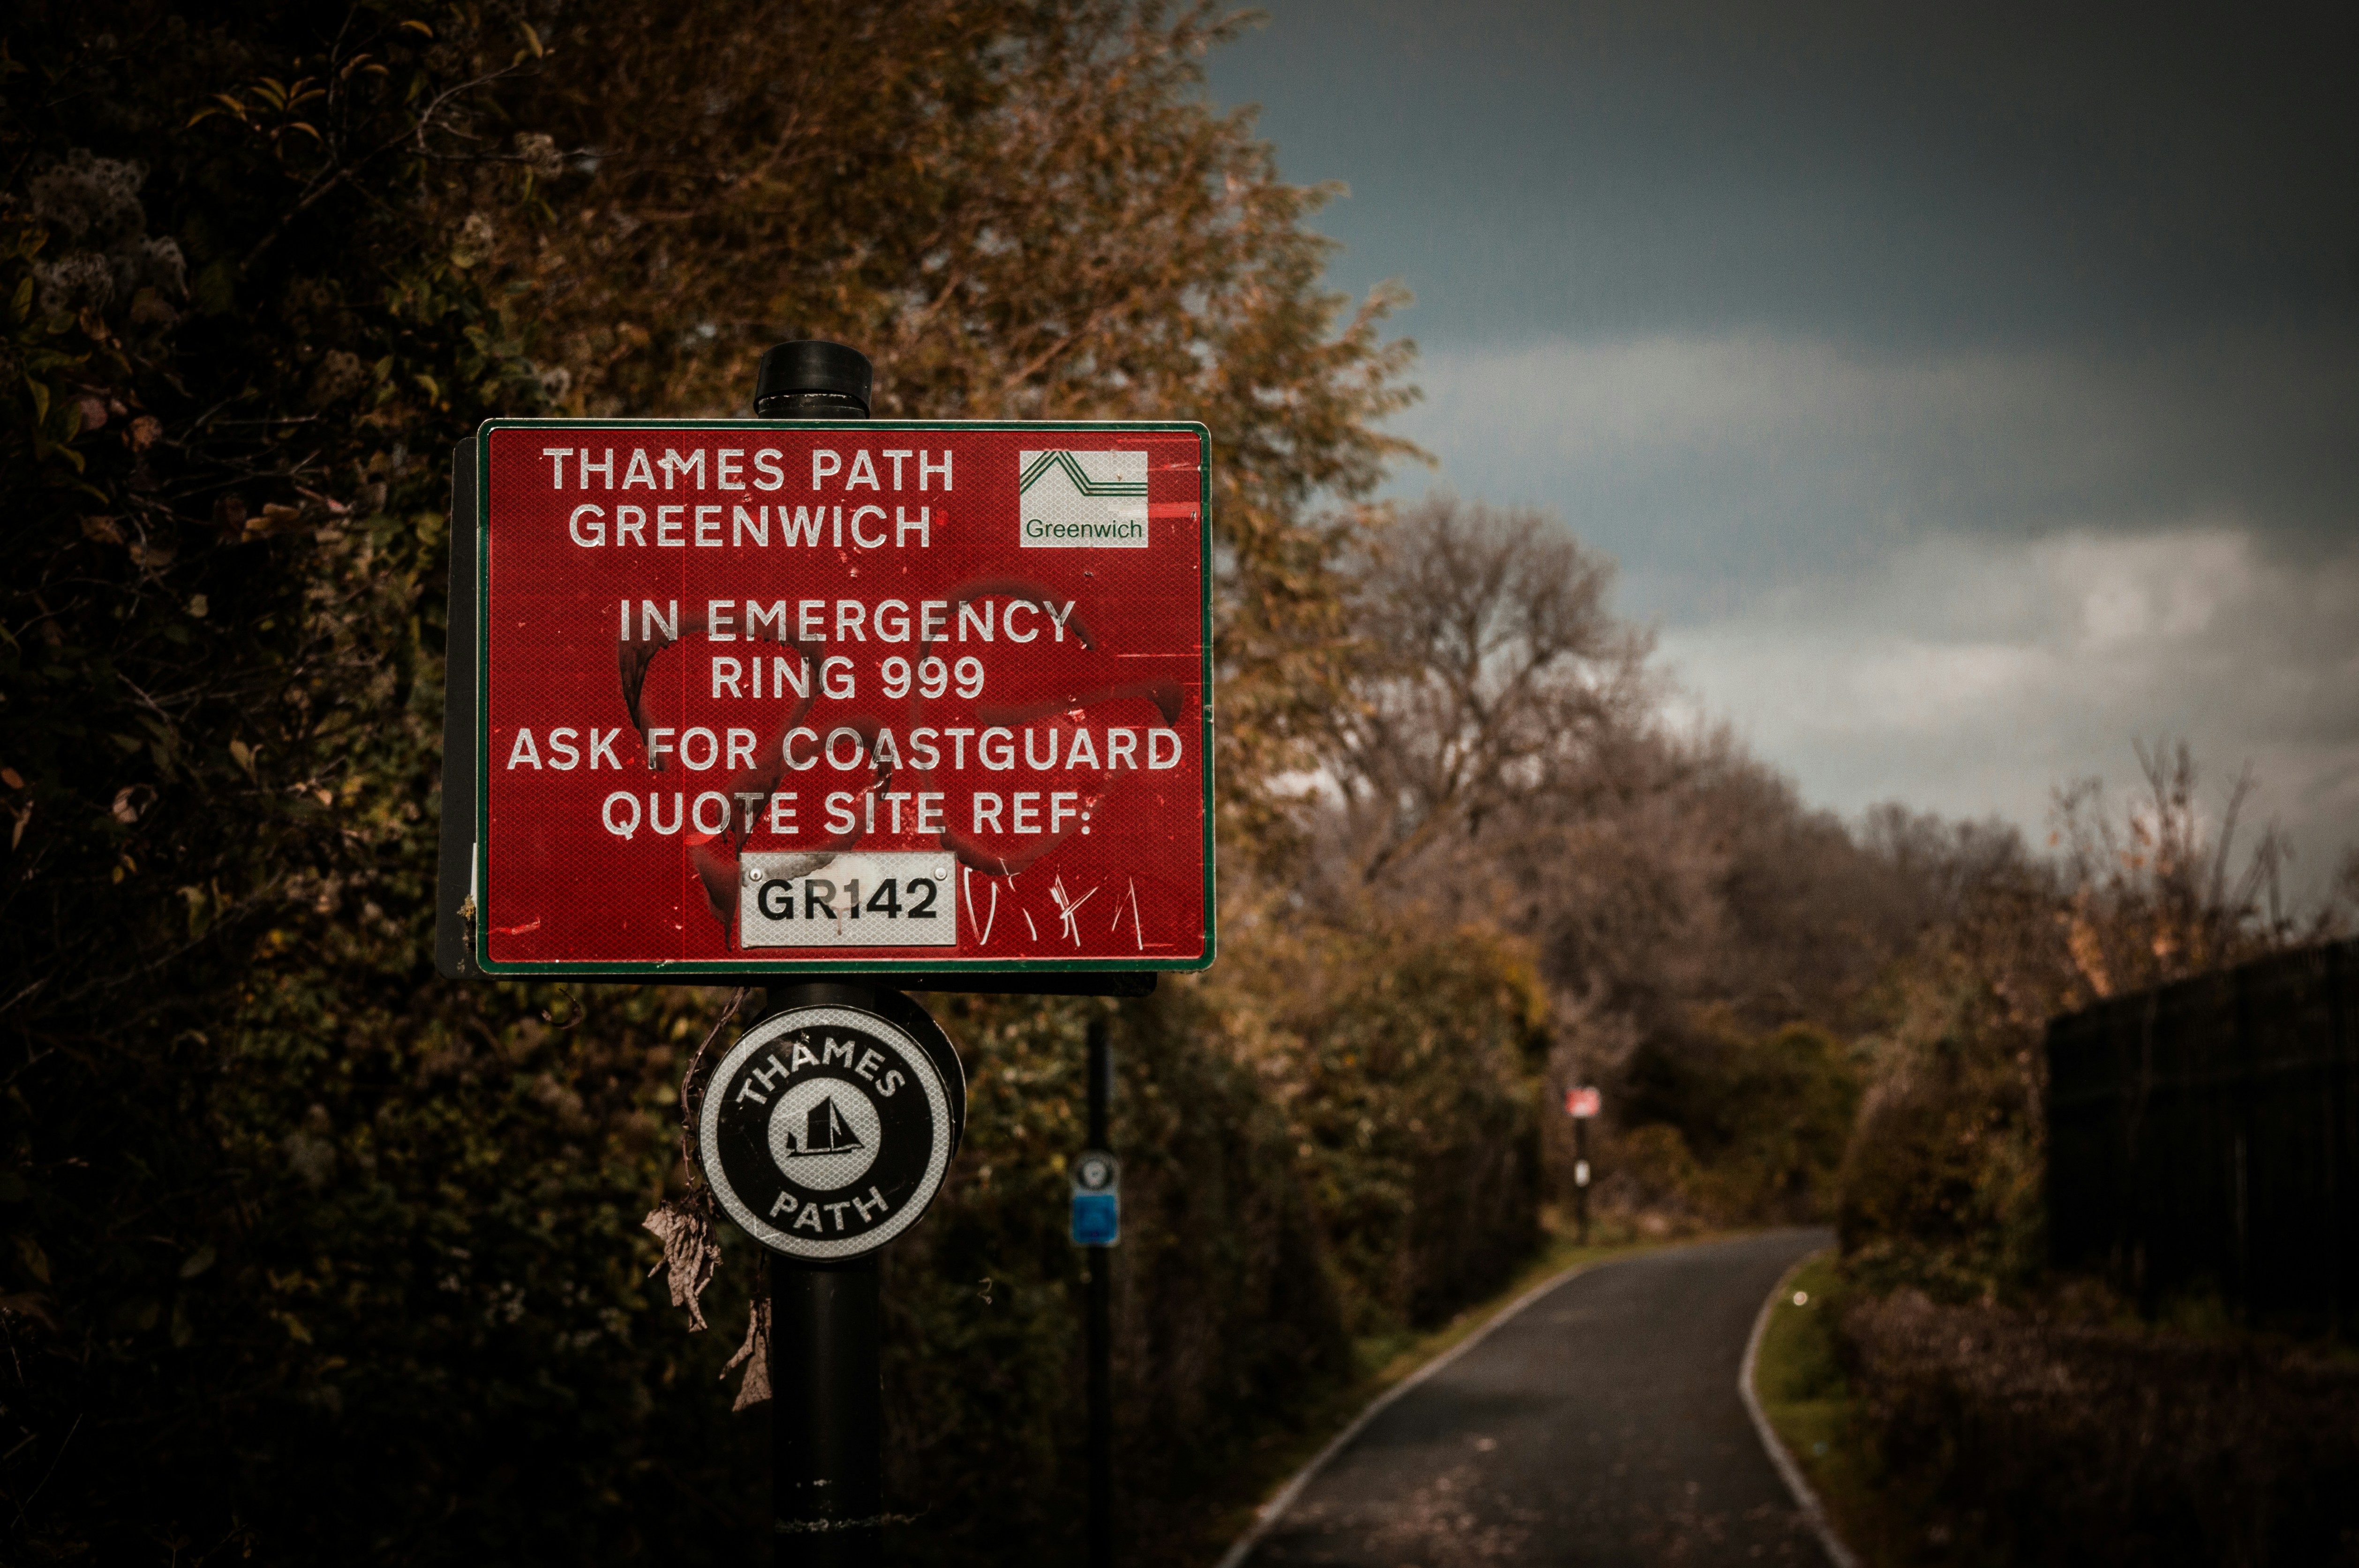 THAMES PATH
GREENWICH
Greenwich
IN EMERGENCY
RING 999
ASK FOR COASTGUARD
QUOTE SITE REF:
GR142
THAMES
PATH